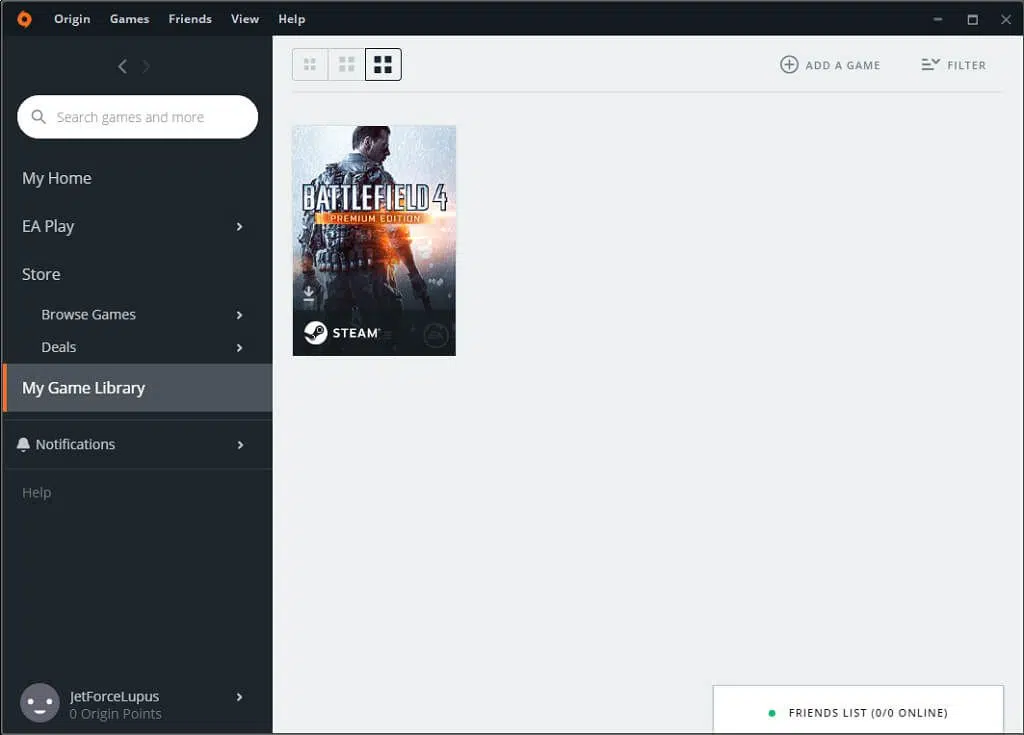 Origin Games Friends View Help
Search games and more
My Home
EA Play
Store
Browse Games
Deals
My Game Library
Notifications
Help
JetForceLupus
0 Origin Points
ADD A GAME FILTER
BATTLEFIELD 4
PREMIUM EDITION
STEAM
EA
FRIENDS LIST (0/0 ONLINE)